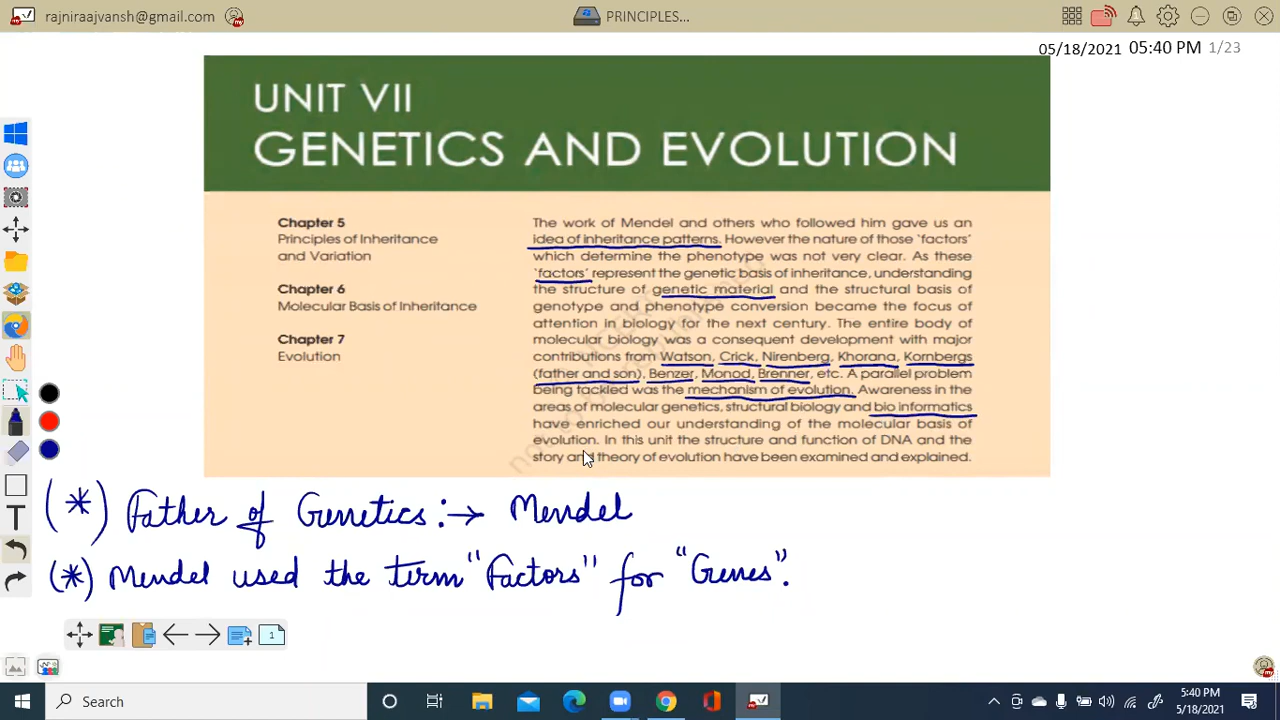 rajniraajvansh@gmail.com
PRINCIPLES...
05/18/2021 05:40 PM 1/23
UNIT VII
GENETICS AND EVOLUTION
Chapter 5
Principles of Inheritance
and Variation
Chapter 6
Molecular Basis of Inheritance
Chapter 7
Evolution
The work of Mendel and others who followed him gave us an
idea of inheritance patterns. However the nature of those 'factors'
which determine the phenotype was not very clear. As these
'factors' represent the genetic basis of inheritance, understanding
the structure of genetic material and the structural basis of
genotype and phenotype conversion became the focus of
attention in biology for the next century. The entire body of
molecular biology was a consequent development with major
contributions from Watson, Crick, Nirenberg, Khorana, Kornbergs
(father and son), Benzer, Monod, Brenner, etc. A parallel problem
being tackled was the mechanism of evolution. Awareness in the
areas of molecular genetics, structural biology and bio informatics
have enriched our understanding of the molecular basis of
evolution. In this unit the structure and function of DNA and the
story and theory of evolution have been examined and explained.
(*) Father of Genetics :→ Mendel
(*) Mendel used the term "Factors" for "Genes".
1
Search
5:40 PM
5/18/2021